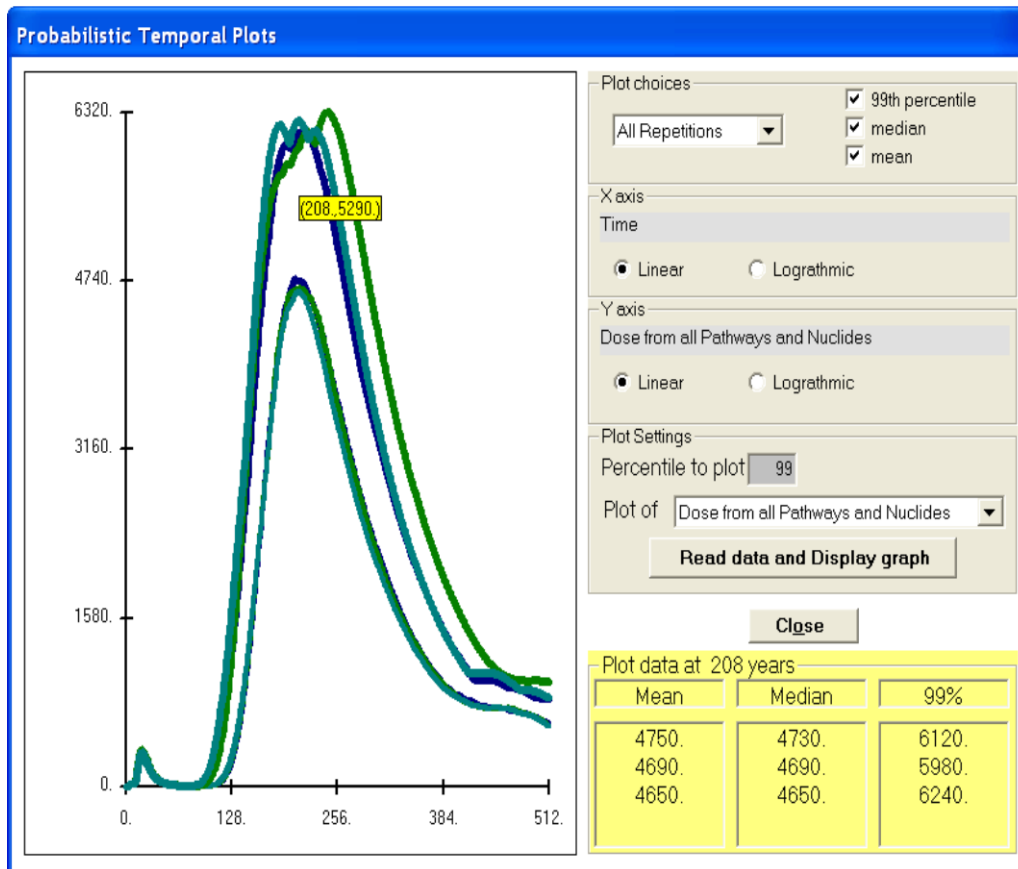 Probabilistic Temporal Plots
6320.
4740.
3160.
1580.
0.
0. 128. 256. 384. 512.
(208.,5290.)
Plot choices
All Repetitions
99th percentile
median
mean
X axis
Time
Linear Lograthmic
Y axis
Dose from all Pathways and Nuclides
Linear Lograthmic
Plot Settings
Percentile to plot 99
Plot of Dose from all Pathways and Nuclides
Read data and Display graph
Close
Plot data at 208 years
Mean Median 99%
4750. 4730. 6120.
4690. 4690. 5980.
4650. 4650. 6240.